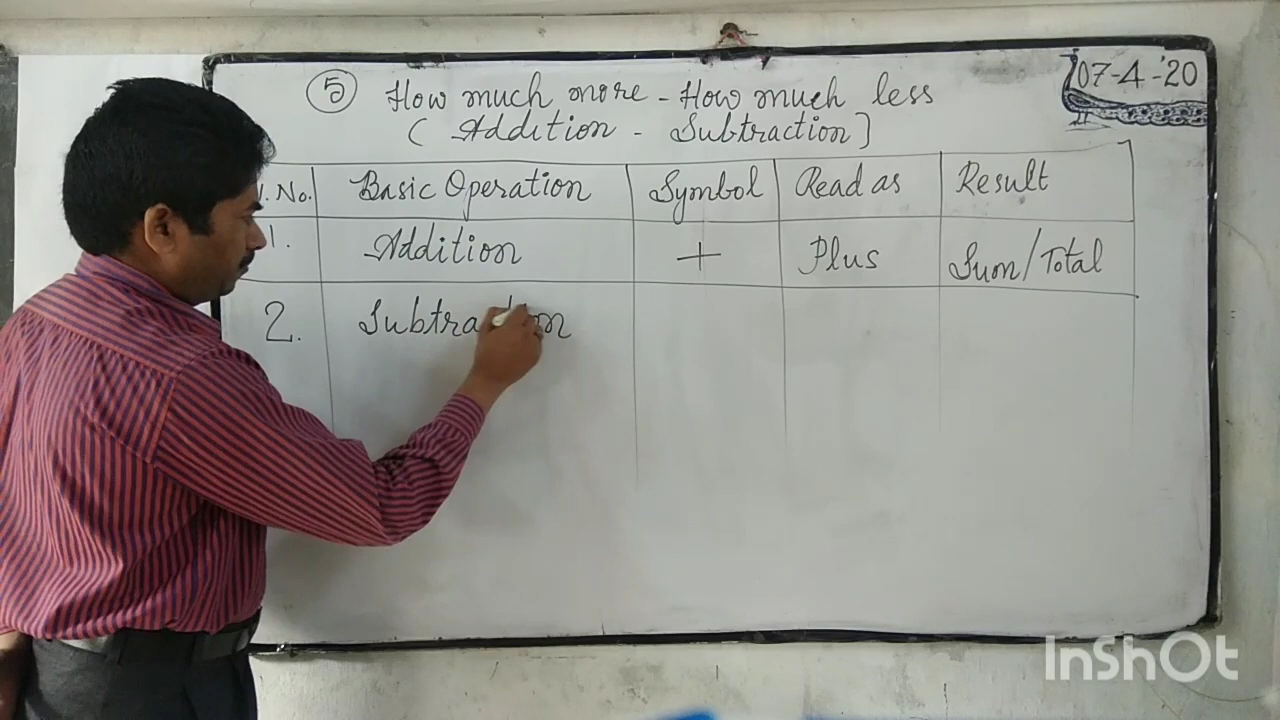 07-4-'20
5 How much more - How much less
( Addition - Subtraction )
. No. Basic Operation Symbol Read as Result
1. Addition + Plus Sum/Total
2. Subtraction
InShOt